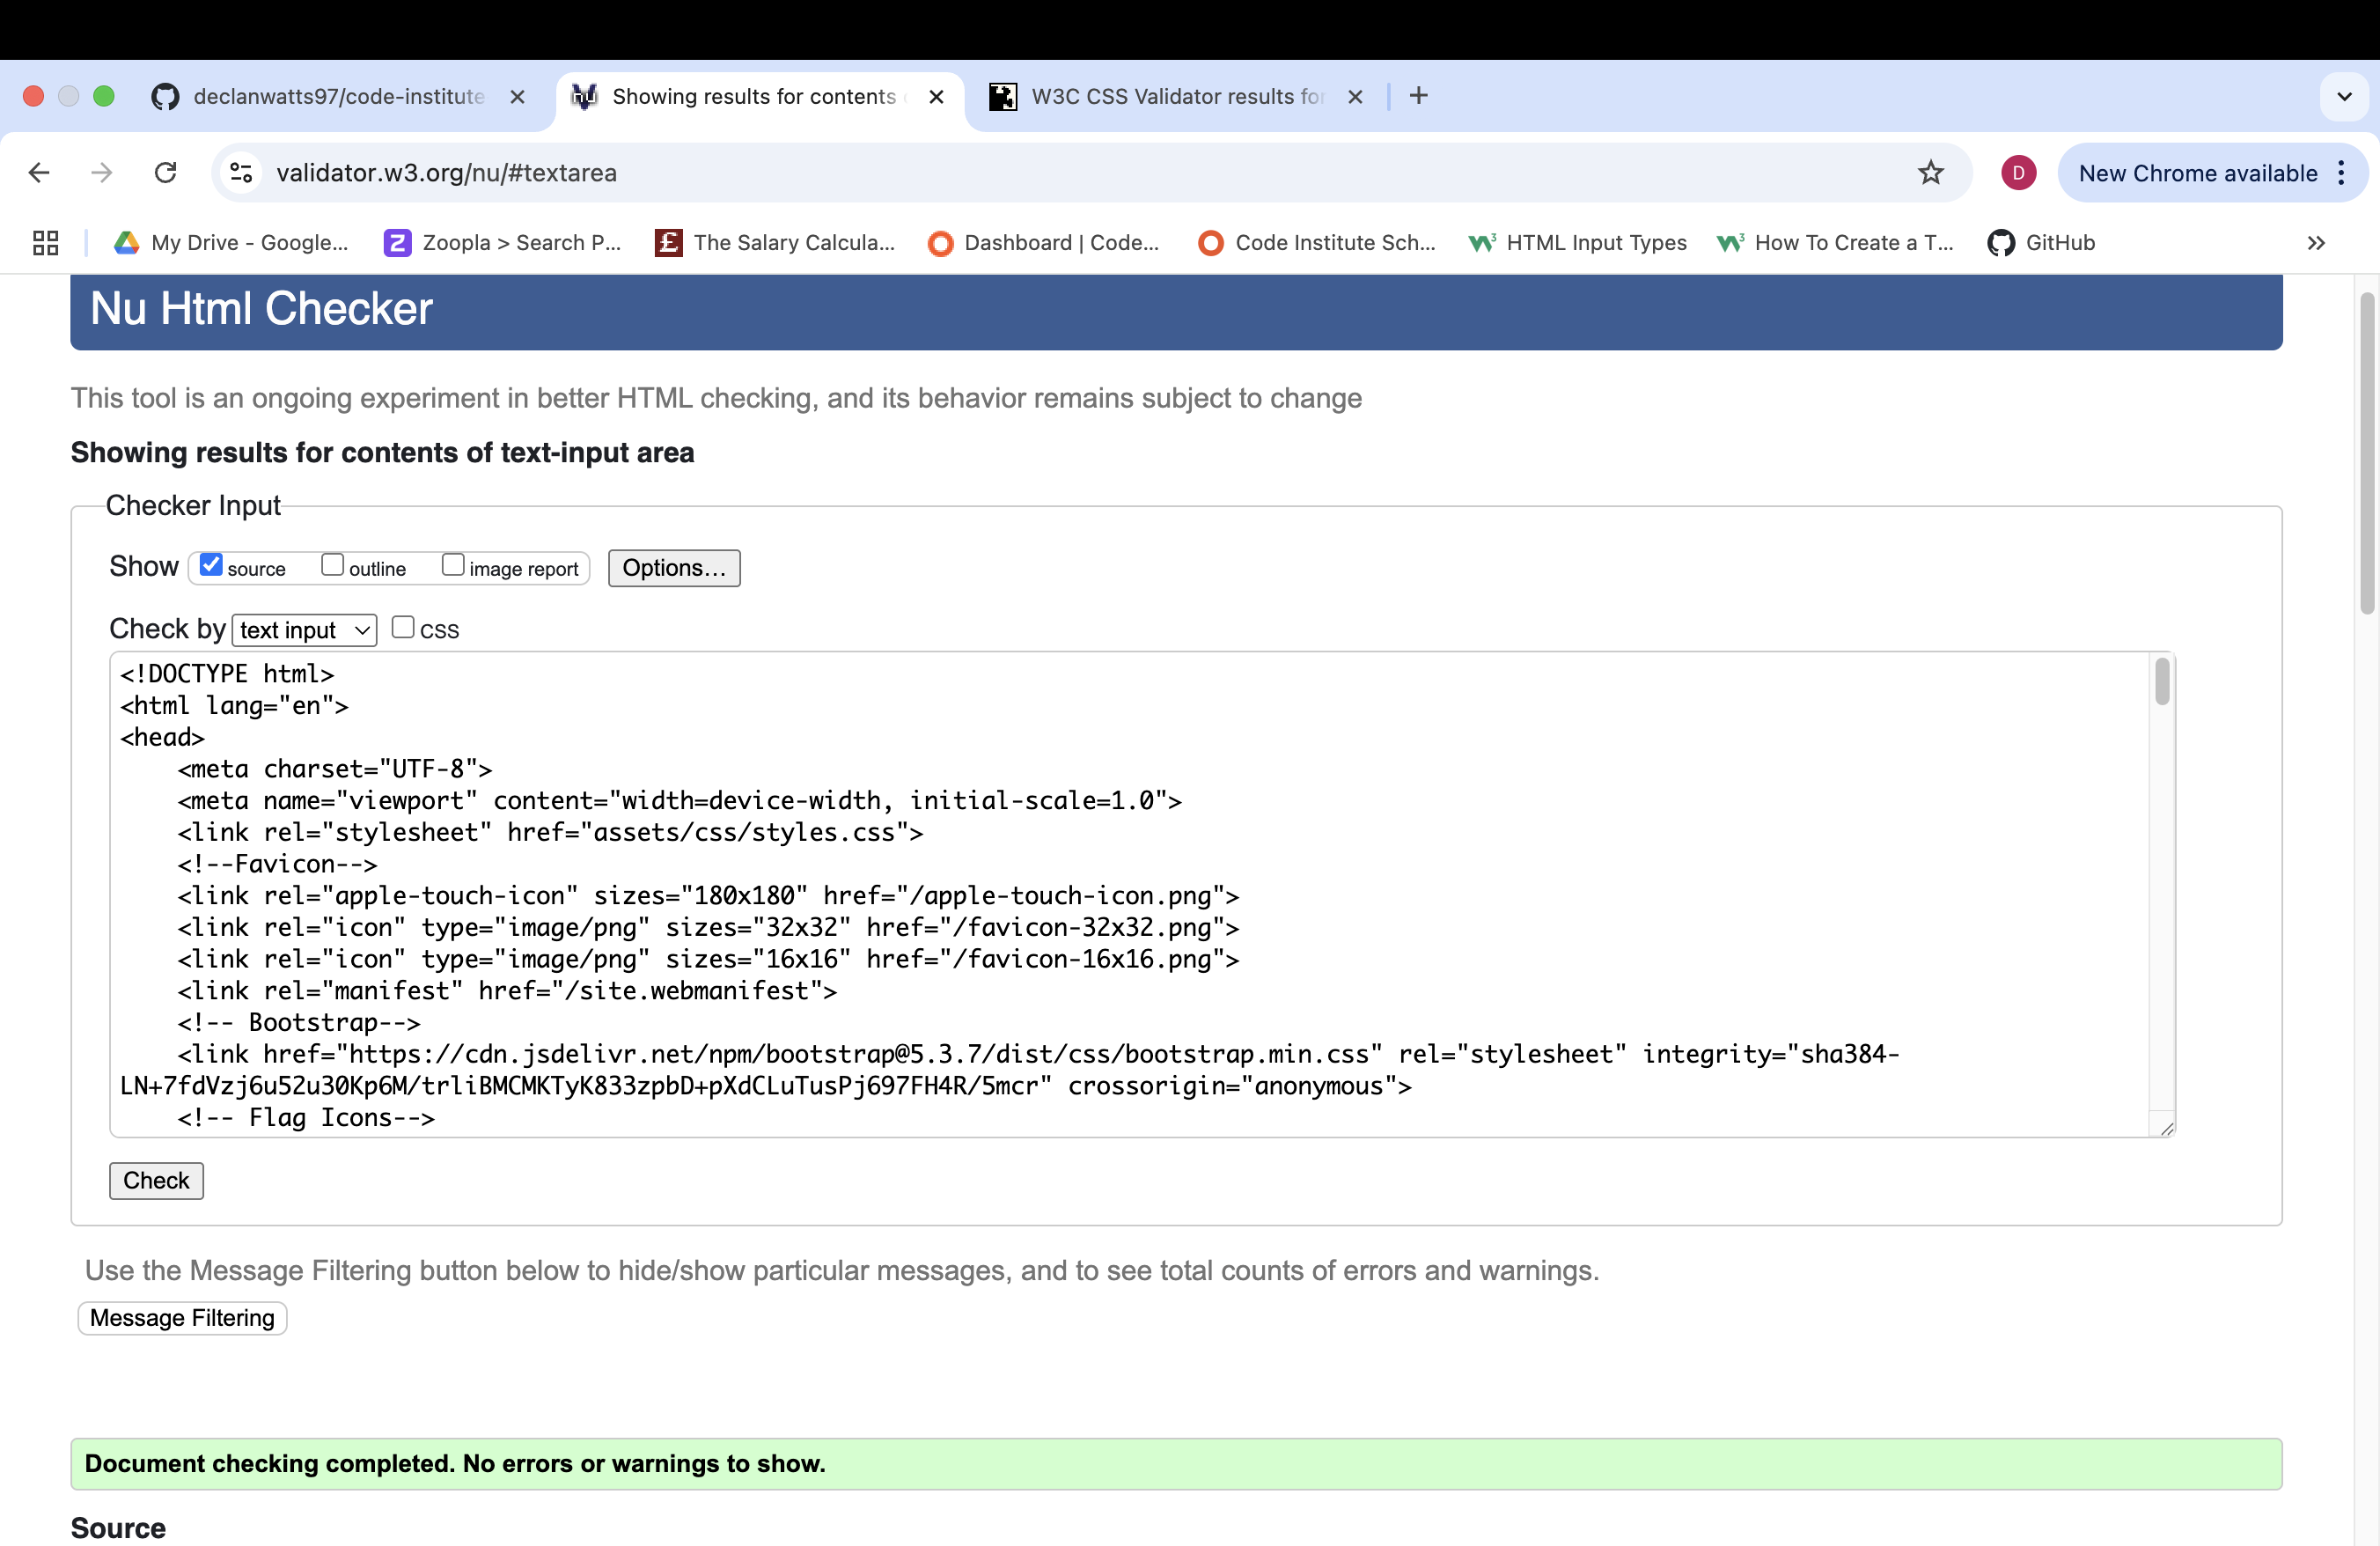 declanwatts97/code-institute
Showing results for contents
W3C CSS Validator results for
validator.w3.org/nu/#textarea
D
New Chrome available
My Drive - Google...
Zoopla > Search P...
The Salary Calcula...
Dashboard | Code...
Code Institute Sch...
HTML Input Types
How To Create a T...
GitHub
Nu Html Checker
This tool is an ongoing experiment in better HTML checking, and its behavior remains subject to change
Showing results for contents of text-input area
Checker Input
Show source outline image report Options...
Check by text input CSS
<!DOCTYPE html>
<html lang="en">
<head>
    <meta charset="UTF-8">
    <meta name="viewport" content="width=device-width, initial-scale=1.0">
    <link rel="stylesheet" href="assets/css/styles.css">
    <!--Favicon-->
    <link rel="apple-touch-icon" sizes="180x180" href="/apple-touch-icon.png">
    <link rel="icon" type="image/png" sizes="32x32" href="/favicon-32x32.png">
    <link rel="icon" type="image/png" sizes="16x16" href="/favicon-16x16.png">
    <link rel="manifest" href="/site.webmanifest">
    <!-- Bootstrap-->
    <link href="https://cdn.jsdelivr.net/npm/bootstrap@5.3.7/dist/css/bootstrap.min.css" rel="stylesheet" integrity="sha384-
LN+7fdVzj6u52u30Kp6M/trliBMCMKTyK833zpbD+pXdCLuTusPj697FH4R/5mcr" crossorigin="anonymous">
    <!-- Flag Icons-->
Check
Use the Message Filtering button below to hide/show particular messages, and to see total counts of errors and warnings.
Message Filtering
Document checking completed. No errors or warnings to show.
Source